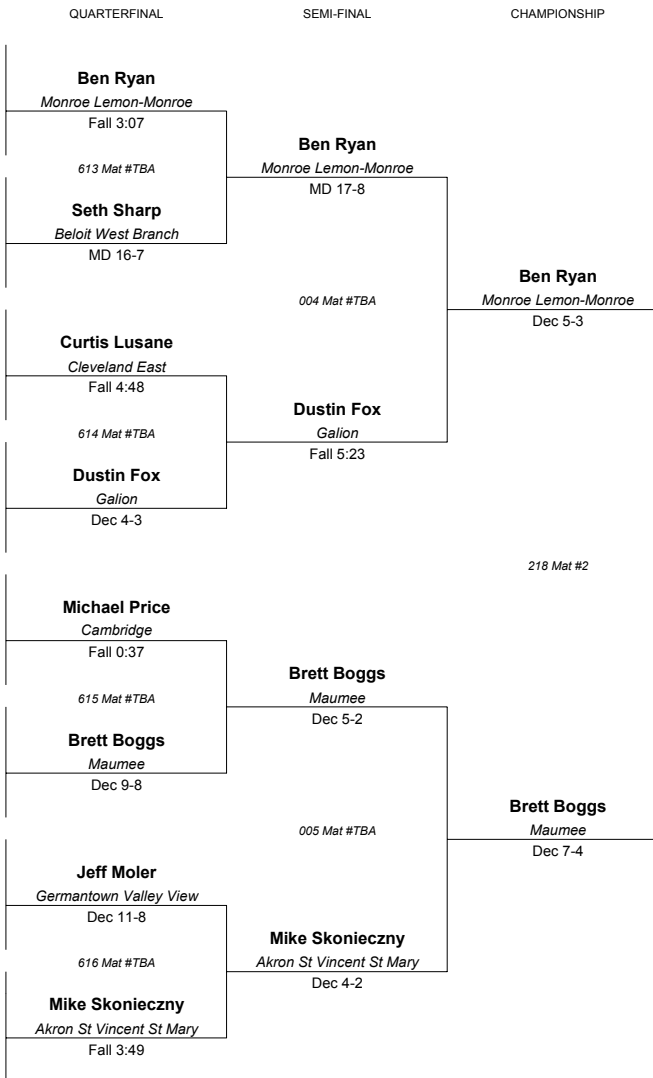 QUARTERFINAL
SEMI-FINAL
CHAMPIONSHIP
Ben Ryan
Monroe Lemon-Monroe
Fall 3:07
613 Mat #TBA
Seth Sharp
Beloit West Branch
MD 16-7
Ben Ryan
Monroe Lemon-Monroe
MD 17-8
004 Mat #TBA
Curtis Lusane
Cleveland East
Fall 4:48
614 Mat #TBA
Dustin Fox
Galion
Dec 4-3
Dustin Fox
Galion
Fall 5:23
Ben Ryan
Monroe Lemon-Monroe
Dec 5-3
218 Mat #2
Michael Price
Cambridge
Fall 0:37
615 Mat #TBA
Brett Boggs
Maumee
Dec 9-8
Brett Boggs
Maumee
Dec 5-2
005 Mat #TBA
Jeff Moler
Germantown Valley View
Dec 11-8
616 Mat #TBA
Mike Skonieczny
Akron St Vincent St Mary
Fall 3:49
Mike Skonieczny
Akron St Vincent St Mary
Dec 4-2
Brett Boggs
Maumee
Dec 7-4